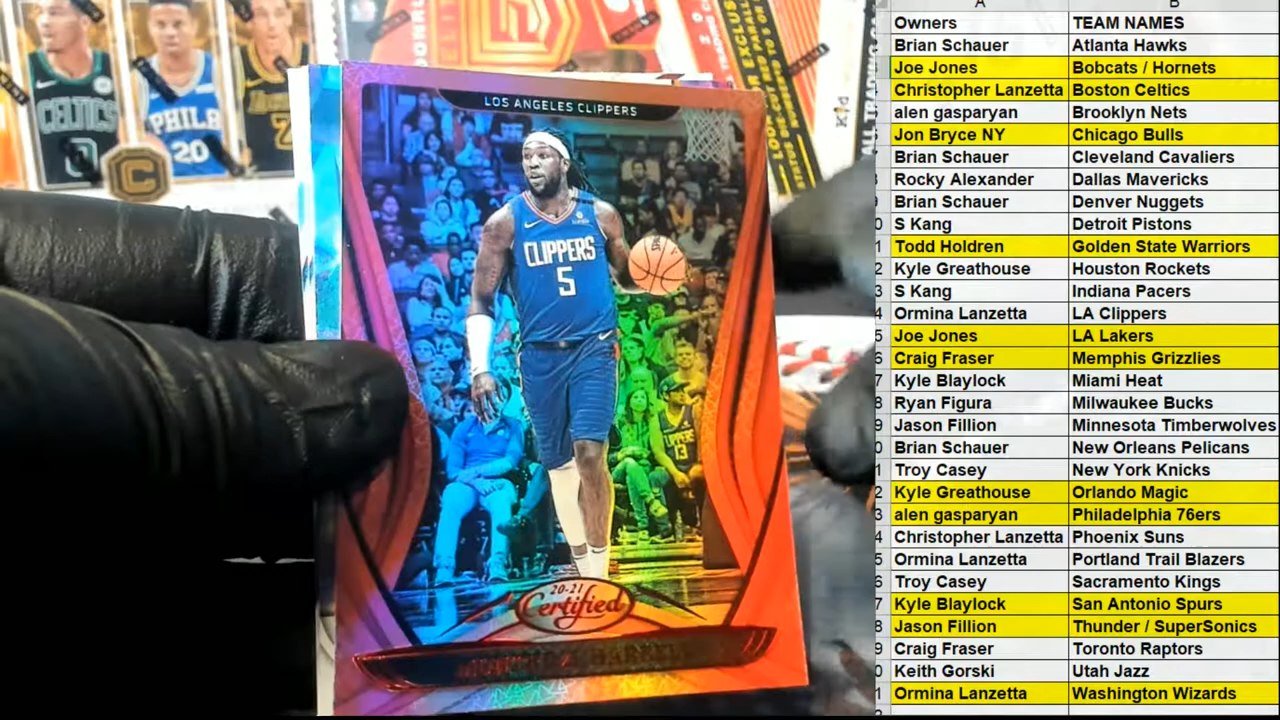 CELTICS
0
PHILA
20
7
C
ALL TRADING
LOS ANGELES CLIPPERS
CLIPPERS
5
CLIPPERS
13
20-21
Certified
A B
Owners TEAM NAMES
Brian Schauer Atlanta Hawks
Joe Jones Bobcats / Hornets
Christopher Lanzetta Boston Celtics
alen gasparyan Brooklyn Nets
Jon Bryce NY Chicago Bulls
Brian Schauer Cleveland Cavaliers
Rocky Alexander Dallas Mavericks
Brian Schauer Denver Nuggets
S Kang Detroit Pistons
Todd Holdren Golden State Warriors
Kyle Greathouse Houston Rockets
S Kang Indiana Pacers
Ormina Lanzetta LA Clippers
Joe Jones LA Lakers
Craig Fraser Memphis Grizzlies
Kyle Blaylock Miami Heat
Ryan Figura Milwaukee Bucks
Jason Fillion Minnesota Timberwolves
Brian Schauer New Orleans Pelicans
Troy Casey New York Knicks
Kyle Greathouse Orlando Magic
alen gasparyan Philadelphia 76ers
Christopher Lanzetta Phoenix Suns
Ormina Lanzetta Portland Trail Blazers
Troy Casey Sacramento Kings
Kyle Blaylock San Antonio Spurs
Jason Fillion Thunder / SuperSonics
Craig Fraser Toronto Raptors
Keith Gorski Utah Jazz
Ormina Lanzetta Washington Wizards